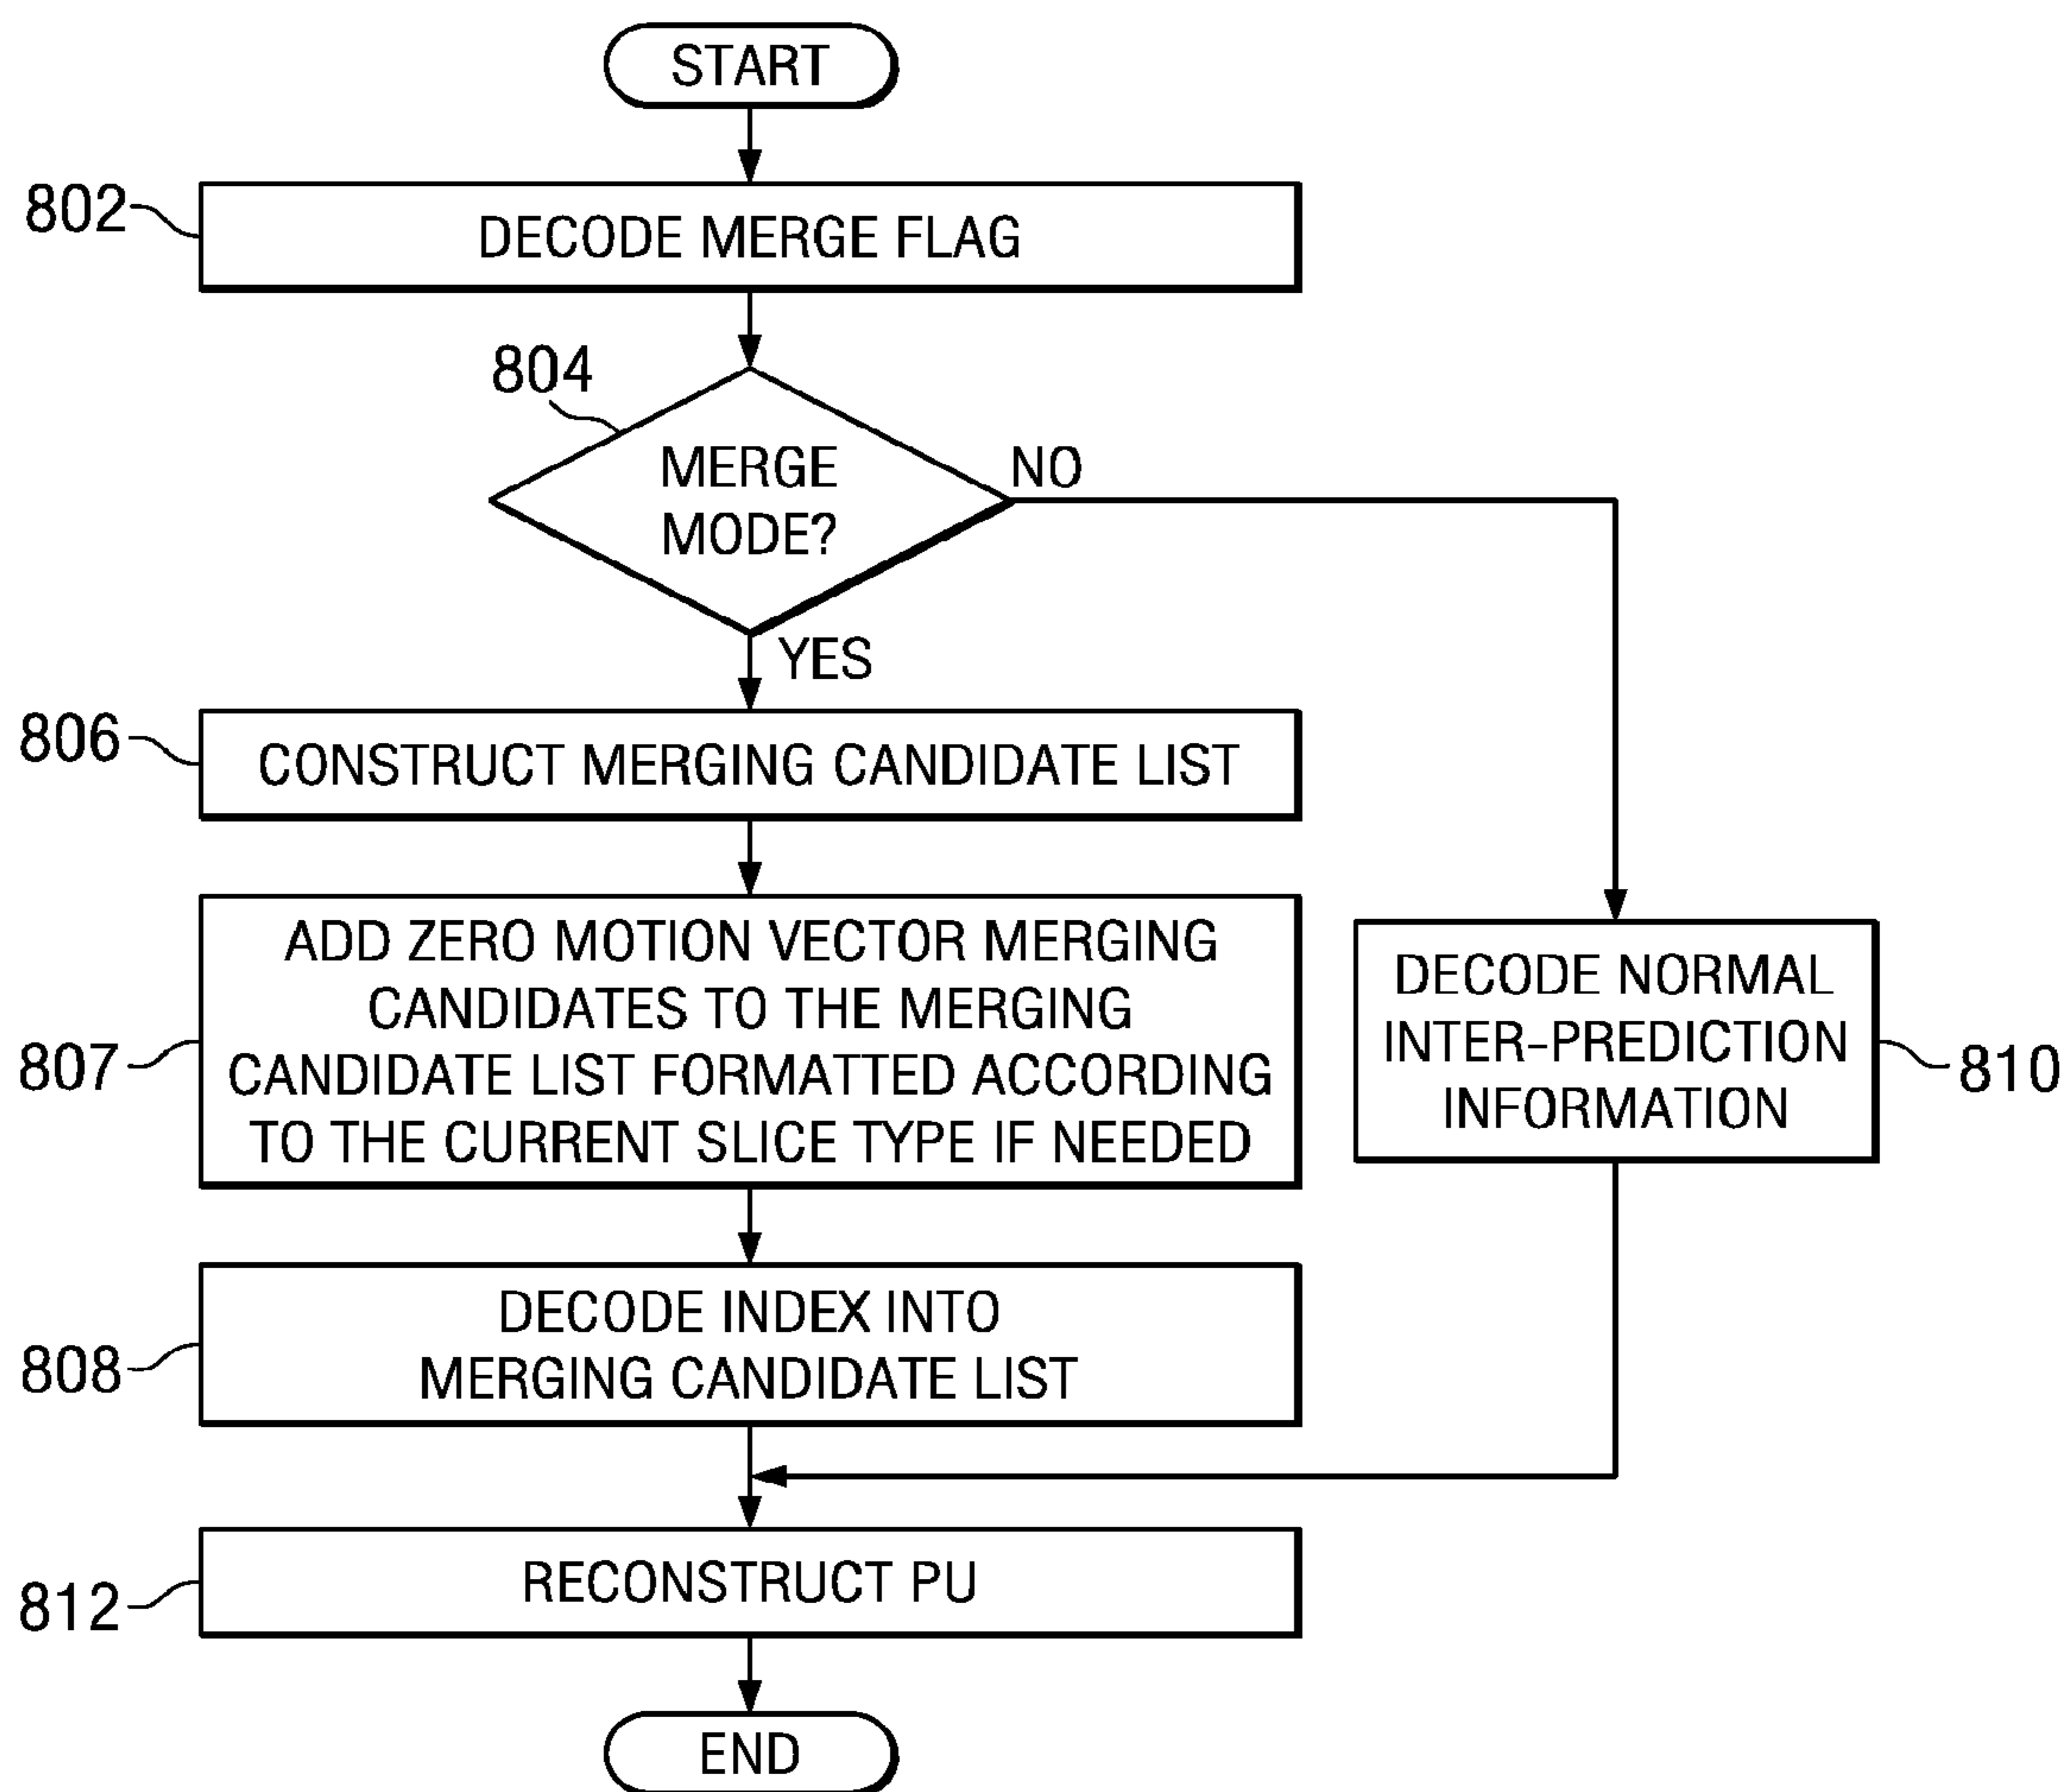 START
802
DECODE MERGE FLAG
804
MERGE
MODE?
NO
YES
806
CONSTRUCT MERGING CANDIDATE LIST
807
ADD ZERO MOTION VECTOR MERGING
CANDIDATES TO THE MERGING
CANDIDATE LIST FORMATTED ACCORDING
TO THE CURRENT SLICE TYPE IF NEEDED
DECODE NORMAL
INTER-PREDICTION
INFORMATION
810
808
DECODE INDEX INTO
MERGING CANDIDATE LIST
812
RECONSTRUCT PU
END